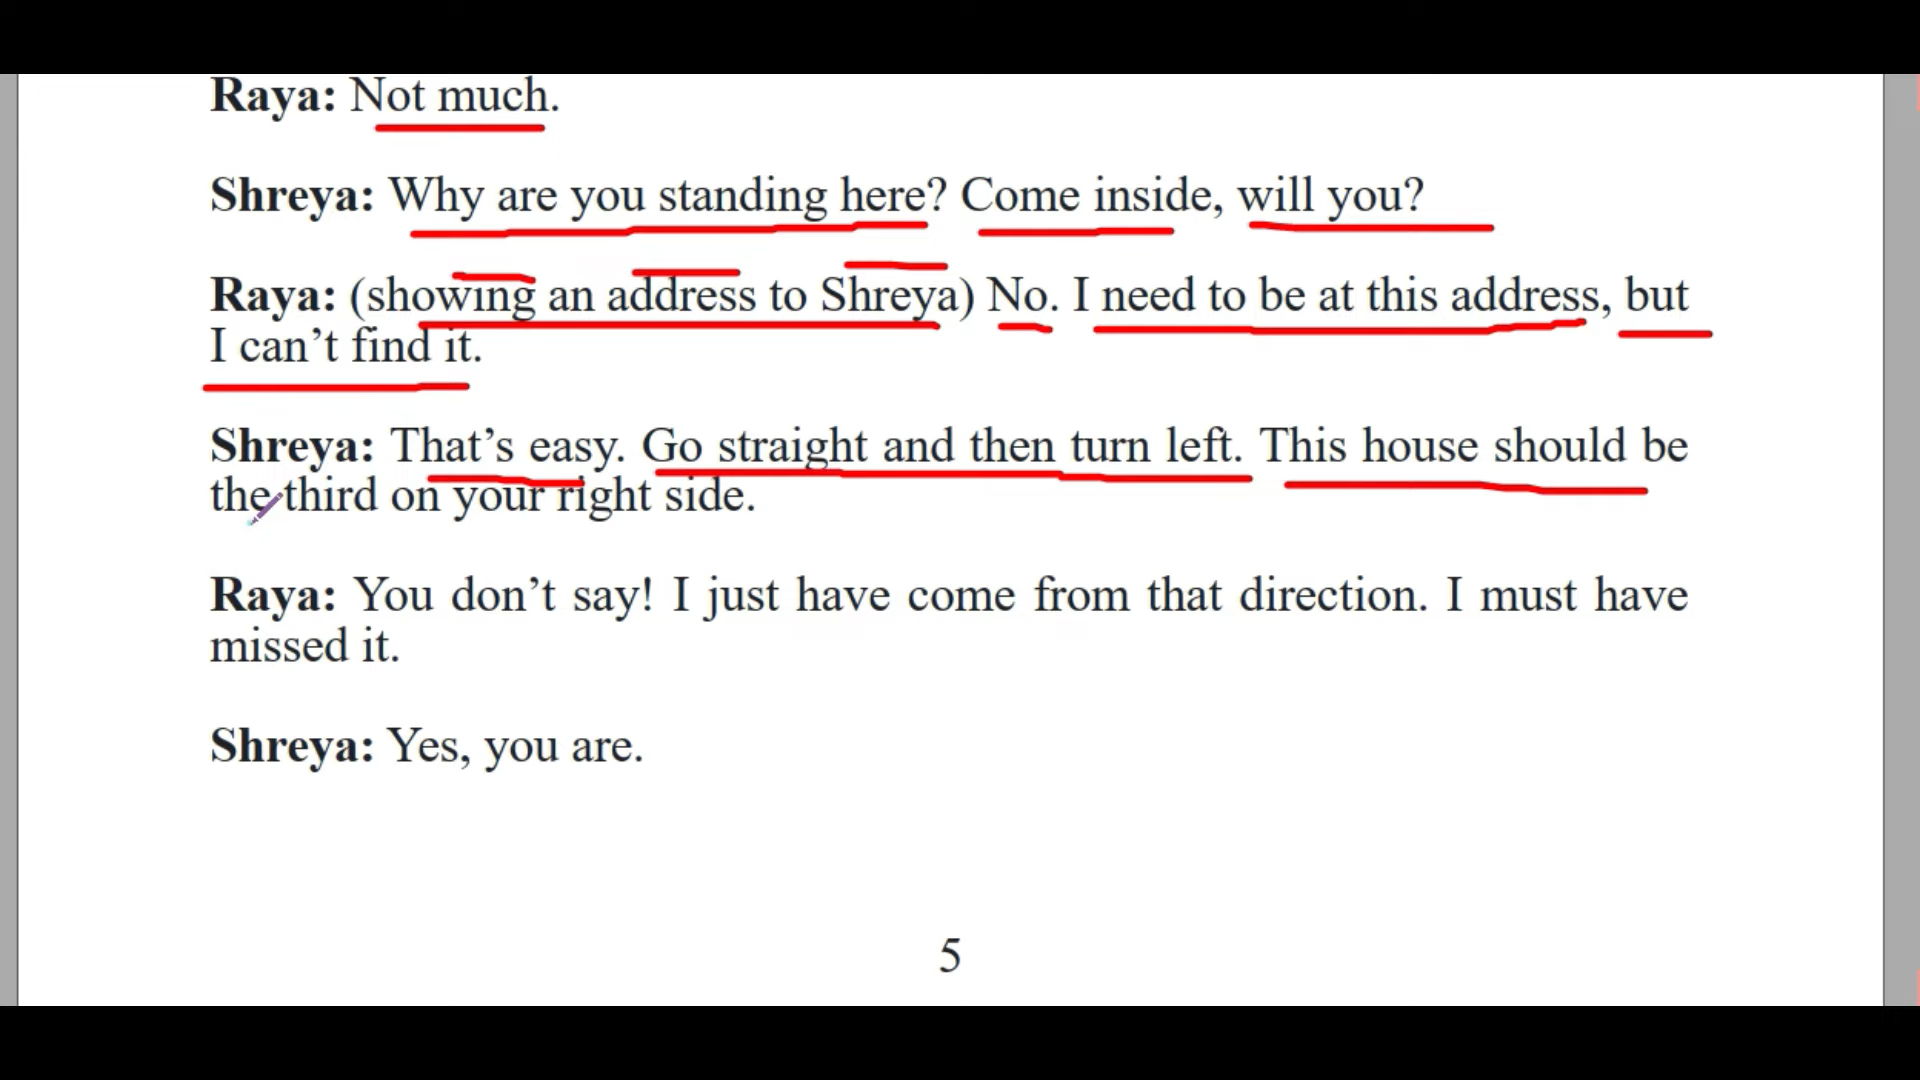 Raya: Not much.
Shreya: Why are you standing here? Come inside, will you?
Raya: (showing an address to Shreya) No. I need to be at this address, but
I can’t find it.
Shreya: That’s easy. Go straight and then turn left. This house should be
the third on your right side.
Raya: You don’t say! I just have come from that direction. I must have
missed it.
Shreya: Yes, you are.
5